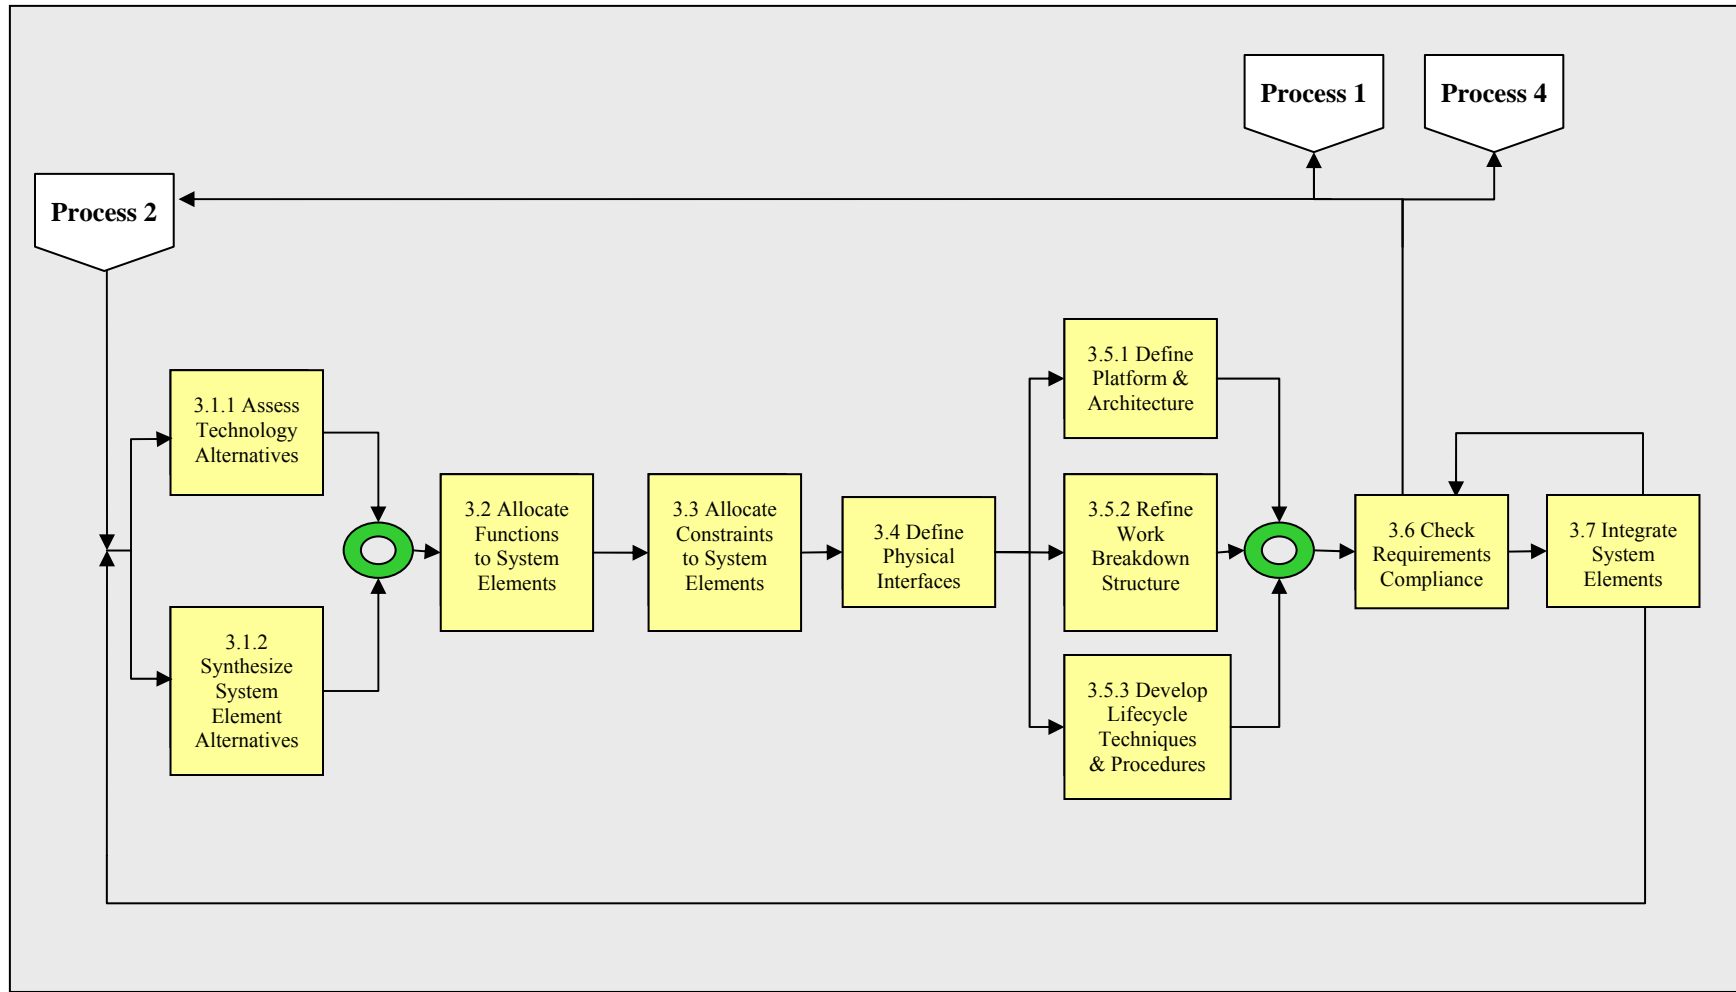 Process 1
Process 4
Process 2
3.1.1 Assess
Technology
Alternatives
3.1.2
Synthesize
System
Element
Alternatives
3.2 Allocate
Functions
to System
Elements
3.3 Allocate
Constraints
to System
Elements
3.4 Define
Physical
Interfaces
3.5.1 Define
Platform &
Architecture
3.5.2 Refine
Work
Breakdown
Structure
3.5.3 Develop
Lifecycle
Techniques
& Procedures
3.6 Check
Requirements
Compliance
3.7 Integrate
System
Elements